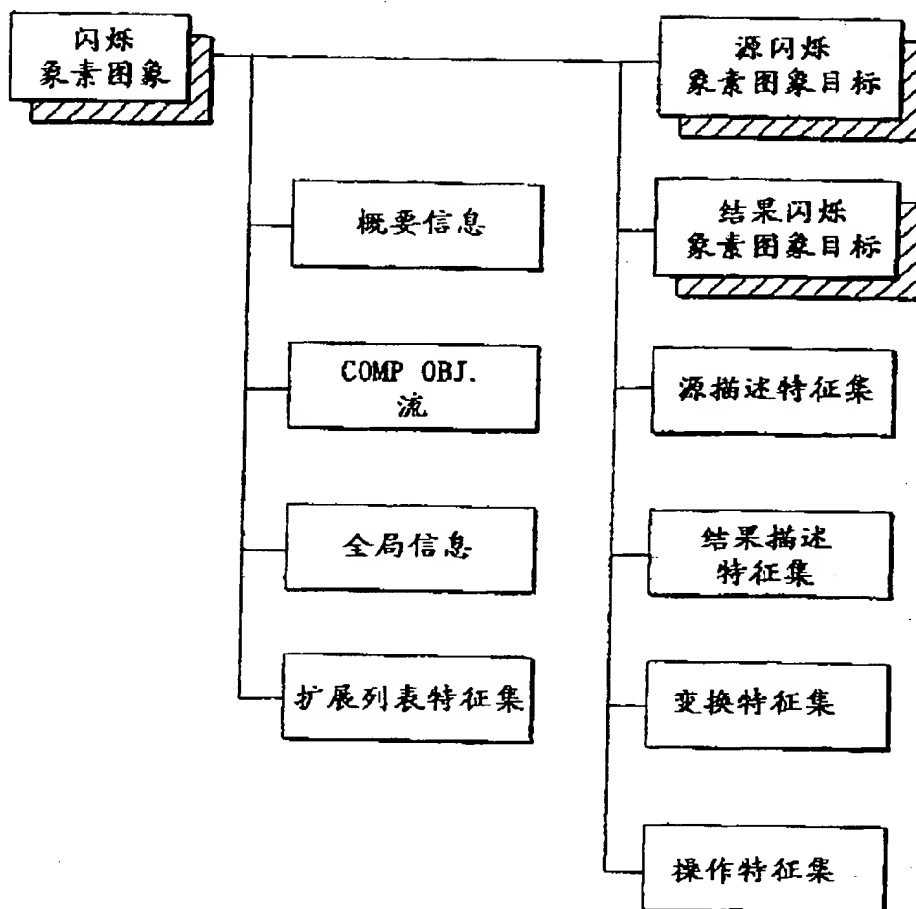 闪烁
象素图象
源闪烁
象素图象目标
概要信息
结果闪烁
象素图象目标
COMP OBJ.
流
源描述特征集
全局信息
结果描述
特征集
扩展列表特征集
变换特征集
操作特征集